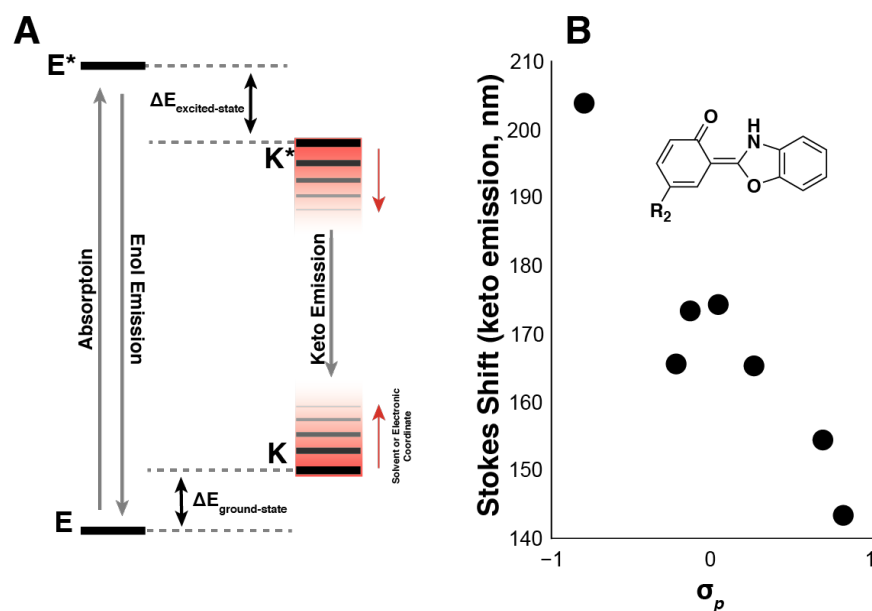 A
E*
ΔEexcited-state
K*
Absorptoin
Enol Emission
Keto Emission
Solvent or Electronic
Coordinate
K
ΔEground-state
E
B
Stokes Shift (keto emission, nm)
210
200
190
180
170
160
150
140
O
H
N
O
R2
−1
0
1
σp